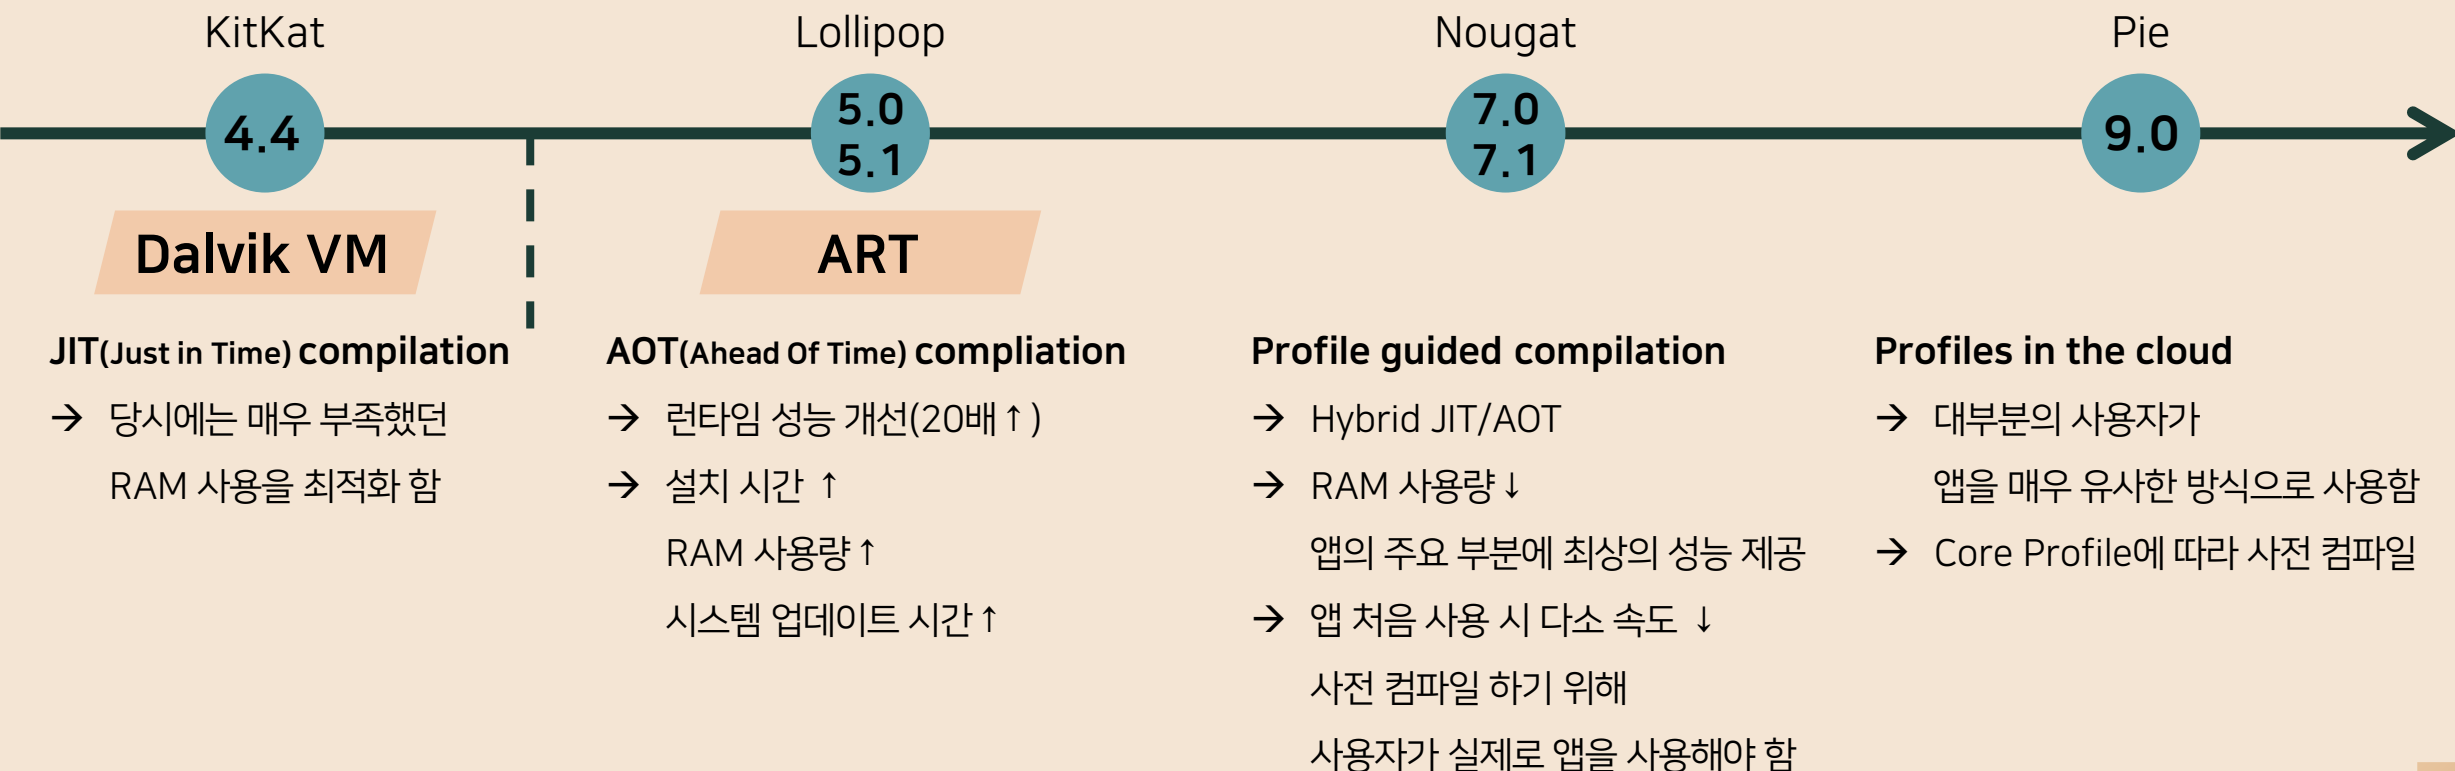 KitKat
4.4
Dalvik VM
JIT(Just in Time) compilation
→ 당시에는 매우 부족했던
RAM 사용을 최적화 함
Lollipop
5.0
5.1
ART
AOT(Ahead Of Time) compliation
→ 런타임 성능 개선(20배↑)
→ 설치 시간 ↑
RAM 사용량↑
시스템 업데이트 시간↑
Nougat
7.0
7.1
Profile guided compilation
→ Hybrid JIT/AOT
→ RAM 사용량↓
앱의 주요 부분에 최상의 성능 제공
→ 앱 처음 사용 시 다소 속도 ↓
사전 컴파일 하기 위해
사용자가 실제로 앱을 사용해야 함
Pie
9.0
Profiles in the cloud
→ 대부분의 사용자가
앱을 매우 유사한 방식으로 사용함
→ Core Profile에 따라 사전 컴파일